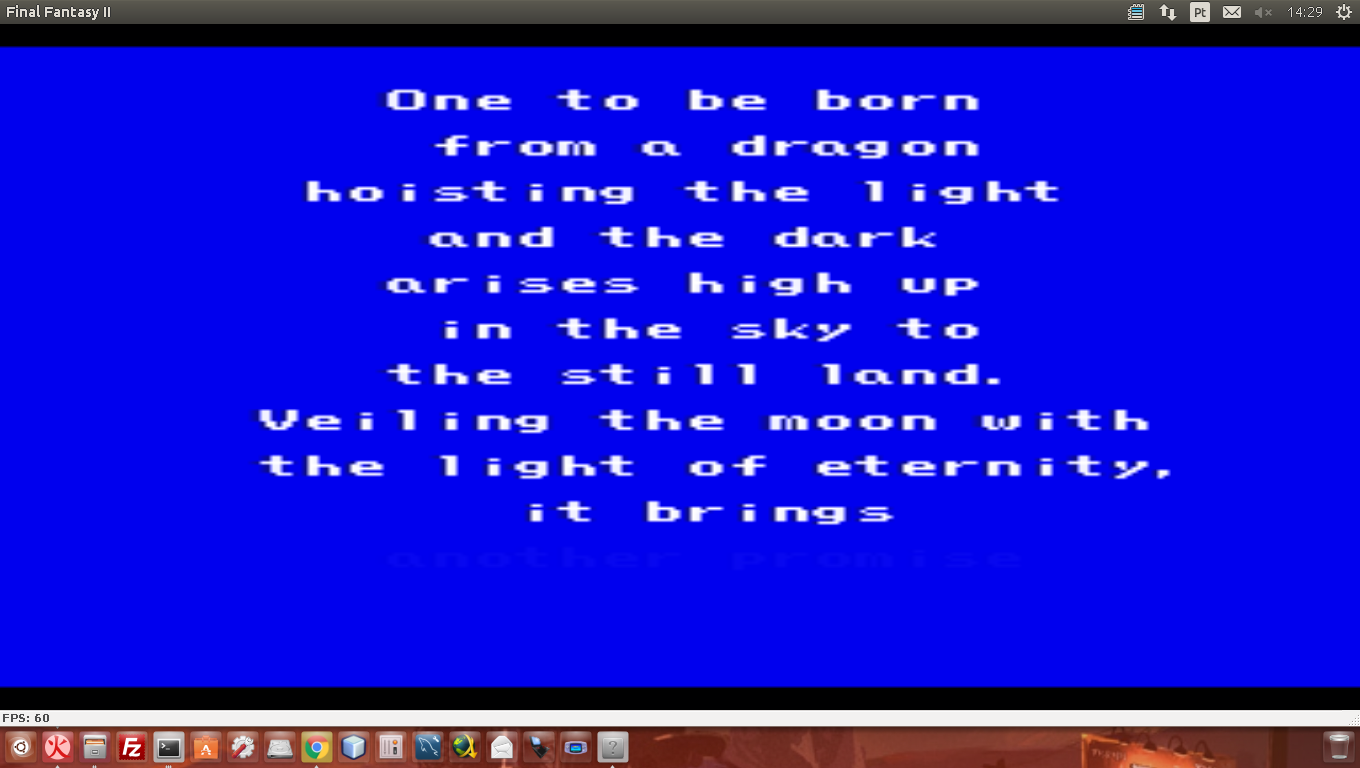 Final Fantasy II
Pt
14:29
One to be born
from a dragon
hoisting the light
and the dark
arises high up
in the sky to
the still land.
Veiling the moon with
the light of eternity,
it brings
another promise
FPS: 60
Fz
A
?